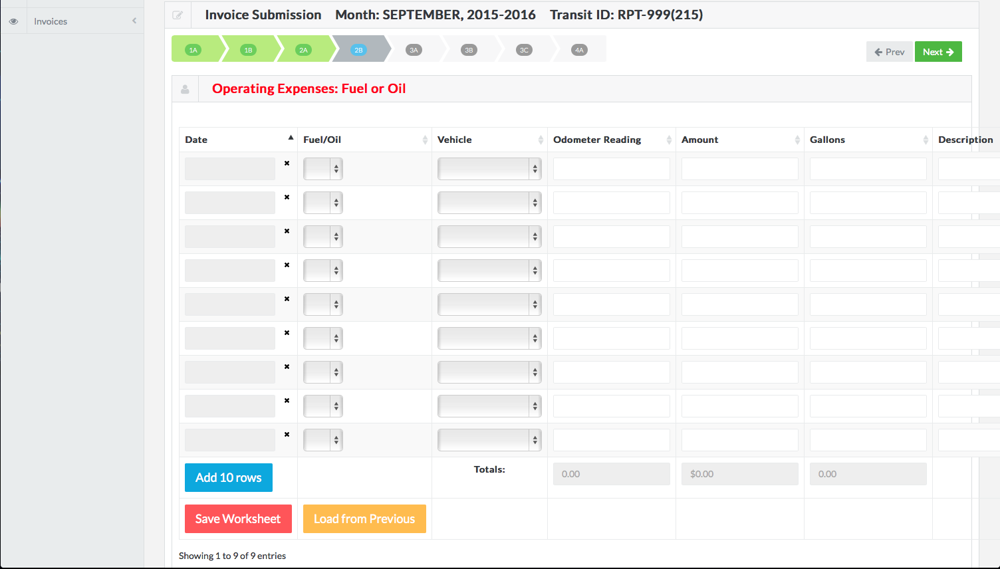 Invoices
Invoice Submission Month: SEPTEMBER, 2015-2016 Transit ID: RPT-999(215)
1A 1B 2A 2B 3A 3B 3C 4A
Prev Next
Operating Expenses: Fuel or Oil
Date Fuel/Oil Vehicle Odometer Reading Amount Gallons Description
Add 10 rows Totals: 0.00 $0.00 0.00
Save Worksheet Load from Previous
Showing 1 to 9 of 9 entries